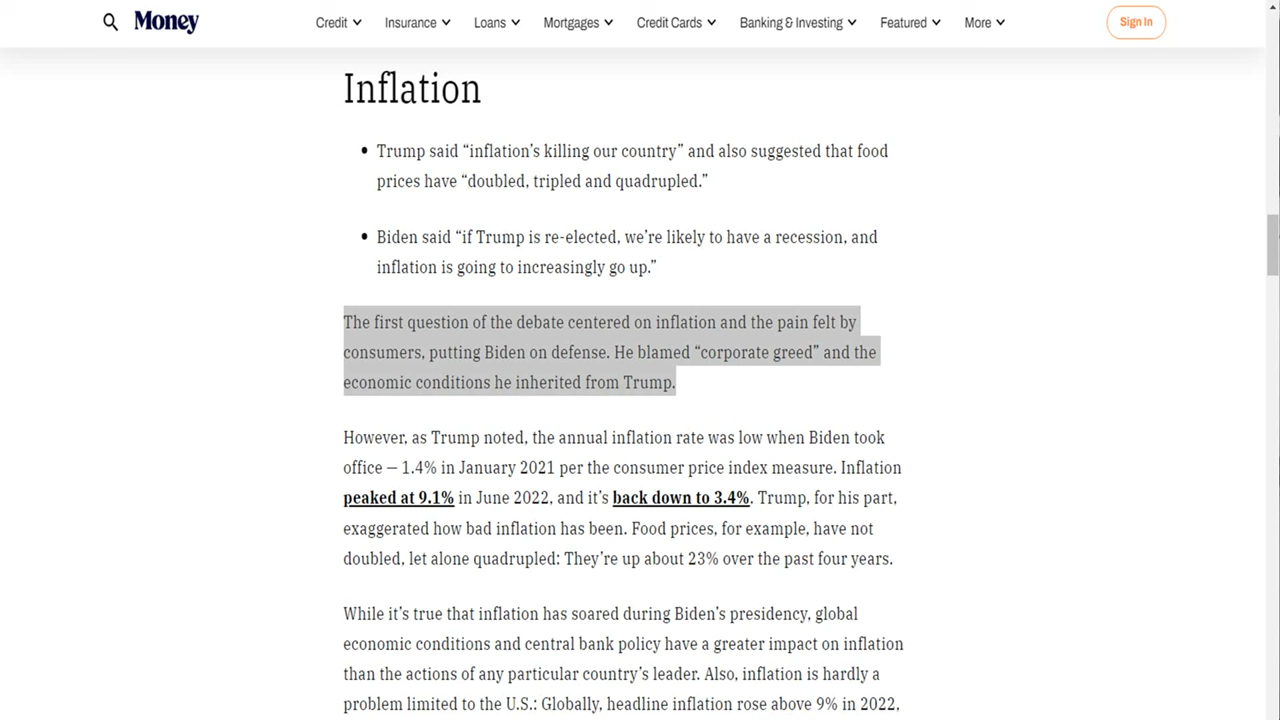 Money
Credit Insurance Loans Mortgages Credit Cards Banking & Investing Featured More Sign In
Inflation
• Trump said “inflation’s killing our country” and also suggested that food
prices have “doubled, tripled and quadrupled.”
• Biden said “if Trump is re-elected, we’re likely to have a recession, and
inflation is going to increasingly go up.”
The first question of the debate centered on inflation and the pain felt by
consumers, putting Biden on defense. He blamed “corporate greed” and the
economic conditions he inherited from Trump.
However, as Trump noted, the annual inflation rate was low when Biden took
office — 1.4% in January 2021 per the consumer price index measure. Inflation
peaked at 9.1% in June 2022, and it’s back down to 3.4%. Trump, for his part,
exaggerated how bad inflation has been. Food prices, for example, have not
doubled, let alone quadrupled: They’re up about 23% over the past four years.
While it’s true that inflation has soared during Biden’s presidency, global
economic conditions and central bank policy have a greater impact on inflation
than the actions of any particular country’s leader. Also, inflation is hardly a
problem limited to the U.S.: Globally, headline inflation rose above 9% in 2022,